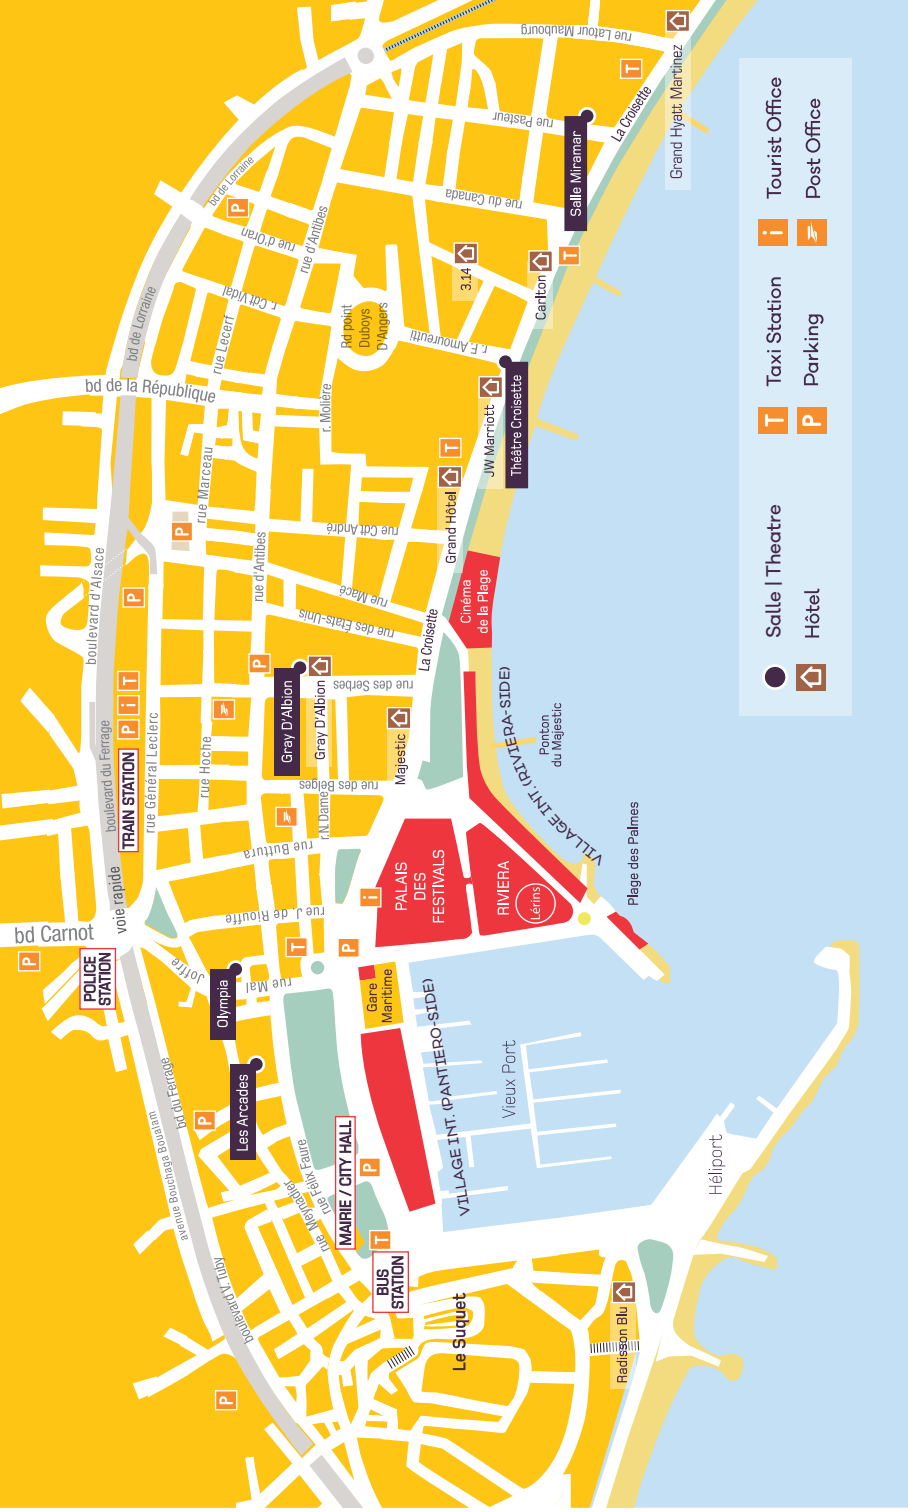 bd Carnot
voie rapide
boulevard du Ferrage
boulevard d'Alsace
bd de la République
bd de Lorraine
bd de Lorraine
avenue Bouchaga Boualam
bd du Ferrage
boulevard V. Tuby
P
P
P
P
P
P
P
P
P
P
T
T
T
T
T
T
T
i
i
POLICE
STATION
TRAIN STATION
rue Général Leclerc
rue Hoche
rue Marceau
rue Lecerf
r. Cdt Vidal
rue d'Oran
rue d'Antibes
rue d'Antibes
r. Molière
Rd point
Duboys
D'Angers
r. F. Amouretti
rue du Canada
rue Pasteur
rue Latour Maubourg
rue Cdt André
rue Macé
rue des États-Unis
rue des Serbes
rue des Belges
r.N.Dame
rue Buttura
rue J. de Riouffe
rue Mal
Joffre
rue Meynadier
rue Félix Faure
La Croisette
La Croisette
Olympia
Les Arcades
Gray D'Albion
Gray D'Albion
Majestic
Grand Hôtel
JW Marriott
Théâtre Croisette
3.14
Carlton
Salle Miramar
Grand Hyatt Martinez
Cinéma
de la Plage
PALAIS
DES
FESTIVALS
RIVIERA
Lérins
Gare
Maritime
VILLAGE INT. (RIVIERA-SIDE)
VILLAGE INT. (PANTIERO-SIDE)
Ponton
du Majestic
Plage des Palmes
Vieux Port
Héliport
MAIRIE / CITY HALL
BUS
STATION
Le Suquet
Radisson Blu
Salle | Theatre
Hôtel
T Taxi Station
P Parking
i Tourist Office
Post Office